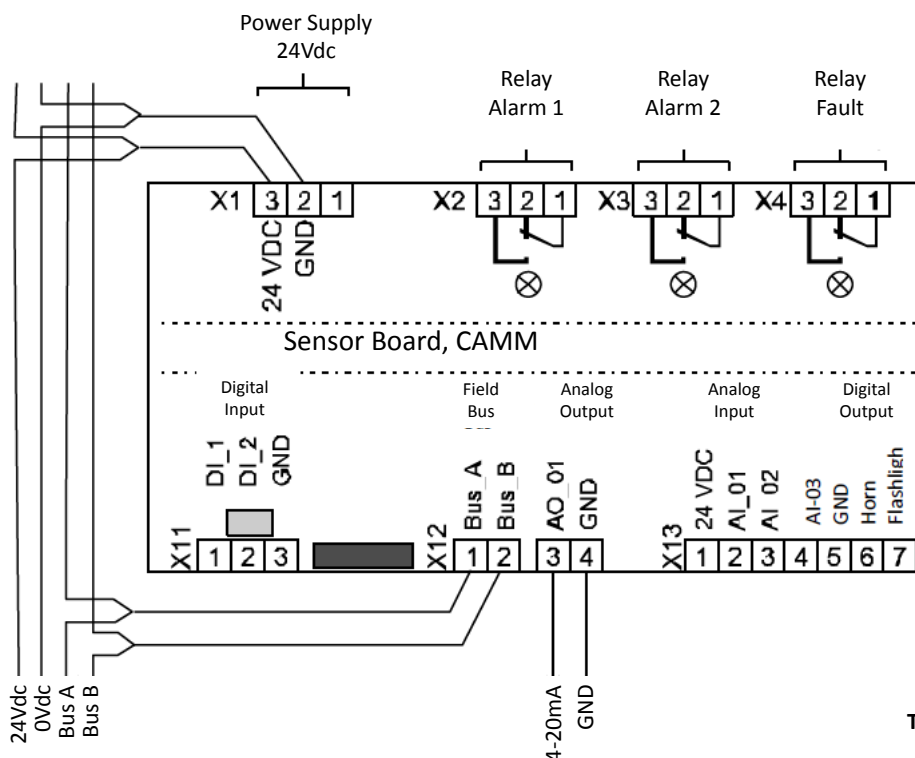 Power Supply
24Vdc
Relay
Alarm 1
Relay
Alarm 2
Relay
Fault
X1 3 2 1
X2 3 2 1
X3 3 2 1
X4 3 2 1
24 VDC
GND
Sensor Board, CAMM
Digital
Input
Field
Bus
Analog
Output
Analog
Input
Digital
Output
DI_1
DI_2
GND
Bus_A
Bus_B
AO_01
GND
24 VDC
AI_01
AI 02
AI-03
GND
Horn
Flashligh
X11 1 2 3
X12 1 2 3 4
X13 1 2 3 4 5 6 7
24Vdc
0Vdc
Bus A
Bus B
4-20mA
GND
T